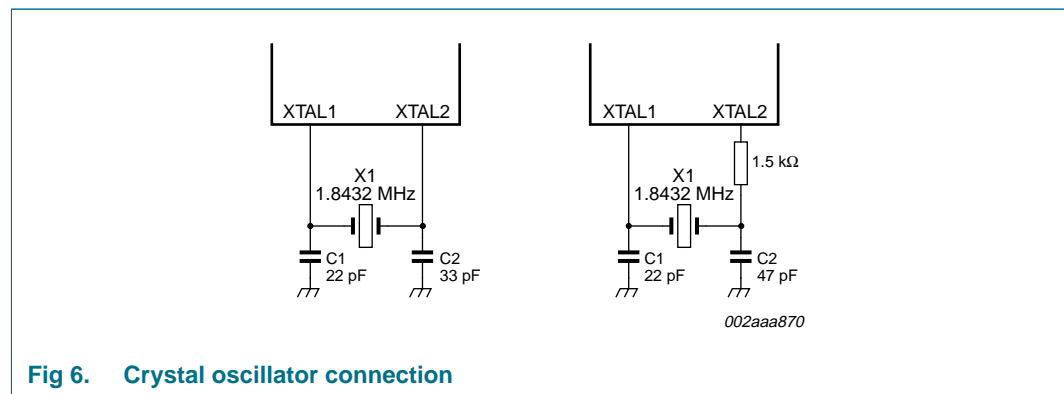 XTAL1 XTAL2
X1
1.8432 MHz
C1
22 pF
C2
33 pF
XTAL1 XTAL2
1.5 kΩ
X1
1.8432 MHz
C1
22 pF
C2
47 pF
002aaa870
Fig 6. Crystal oscillator connection